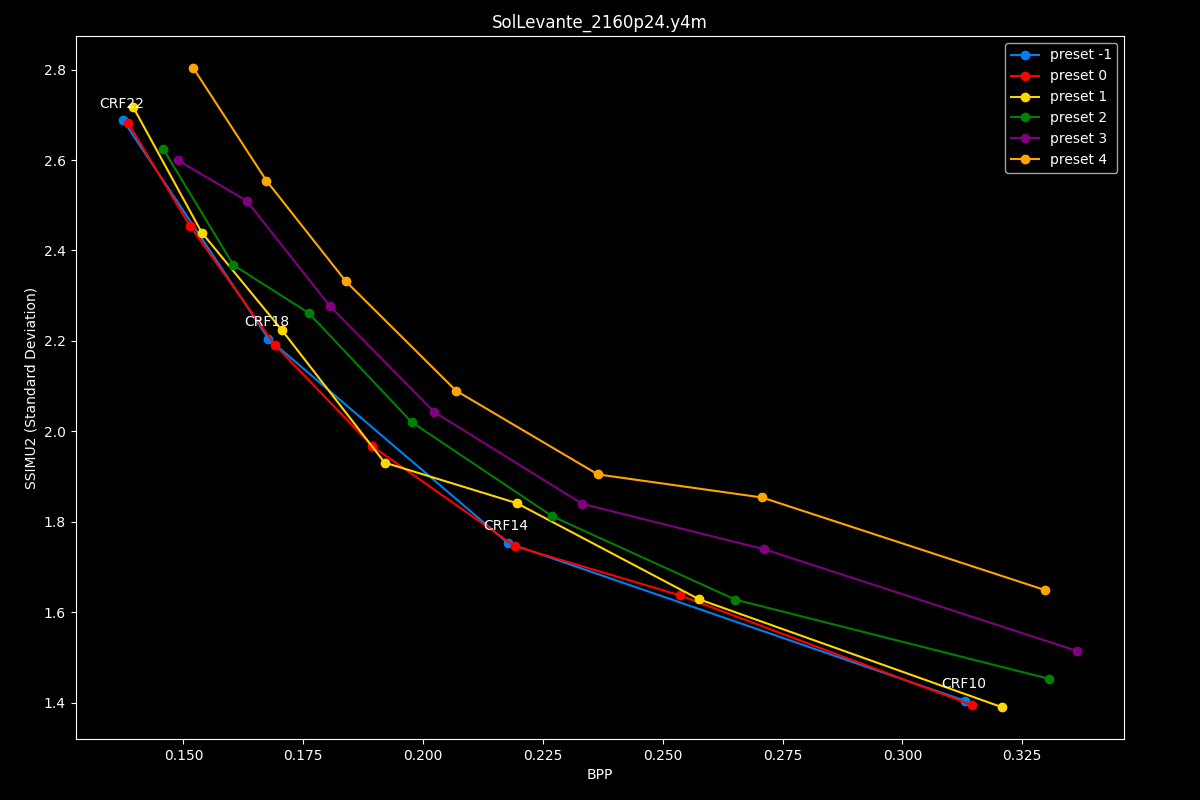 SolLevante_2160p24.y4m
preset -1
preset 0
preset 1
preset 2
preset 3
preset 4
2.8
2.6
2.4
2.2
2.0
1.8
1.6
1.4
SSIMU2 (Standard Deviation)
CRF22
CRF18
CRF14
CRF10
0.150 0.175 0.200 0.225 0.250 0.275 0.300 0.325
BPP